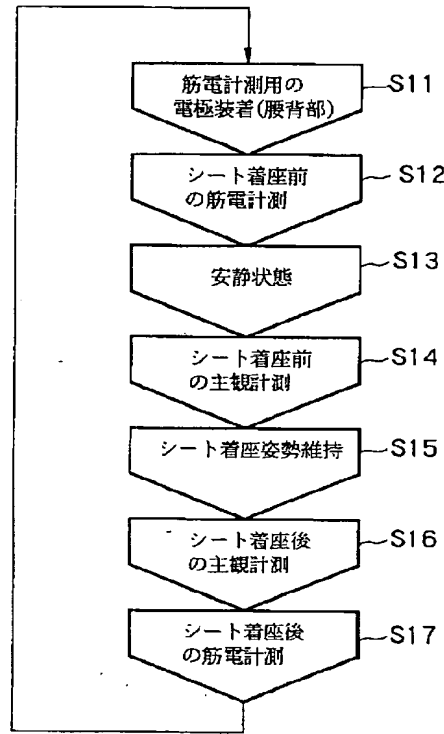 筋電計測用の
電極装着(腰背部)
S11
シート着座前
の筋電計測
S12
安静状態
S13
シート着座前
の主観計測
S14
シート着座姿勢維持
S15
シート着座後
の主観計測
S16
シート着座後
の筋電計測
S17